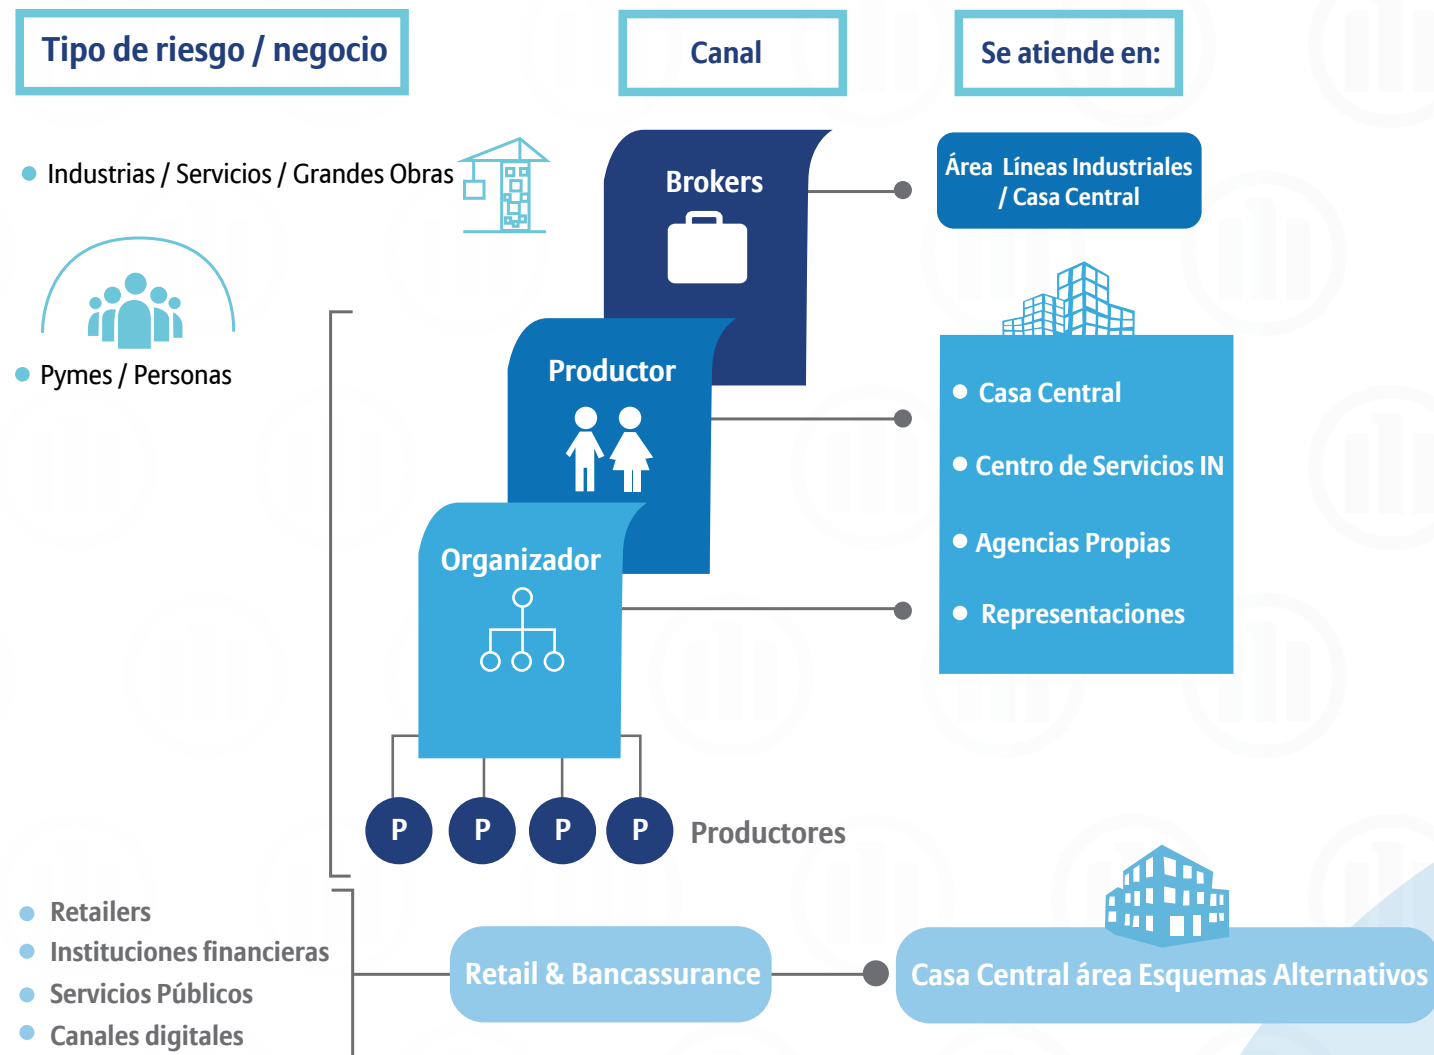 Tipo de riesgo / negocio
Canal
Se atiende en:
Industrias / Servicios / Grandes Obras
Brokers
Área Líneas Industriales
/ Casa Central
Pymes / Personas
Productor
Casa Central
Centro de Servicios IN
Agencias Propias
Representaciones
Organizador
P
P
P
P
Productores
Retailers
Instituciones financieras
Servicios Públicos
Canales digitales
Retail & Bancassurance
Casa Central área Esquemas Alternativos